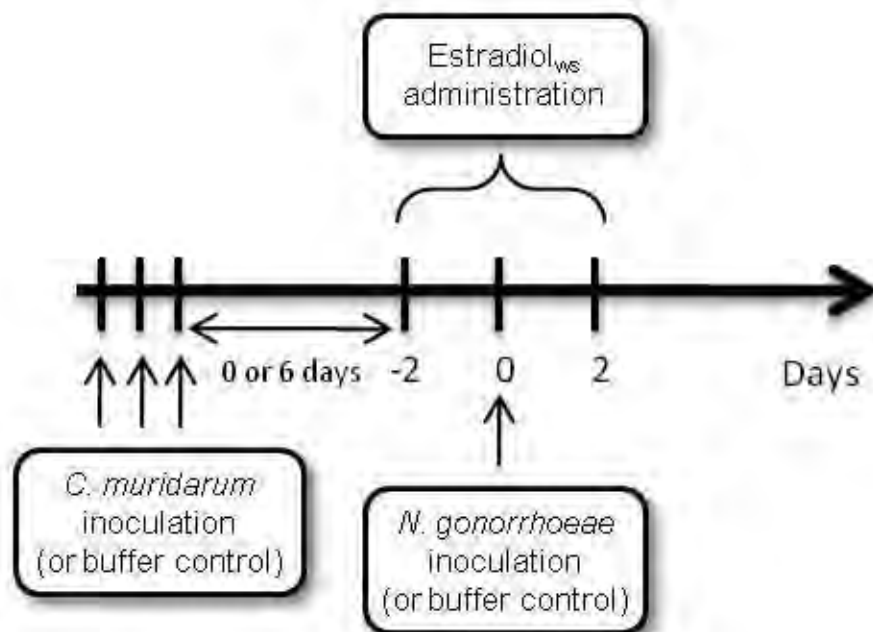 Estradiolws
administration
0 or 6 days
-2
0
2
Days
C. muridarum
inoculation
(or buffer control)
N. gonorrhoeae
inoculation
(or buffer control)